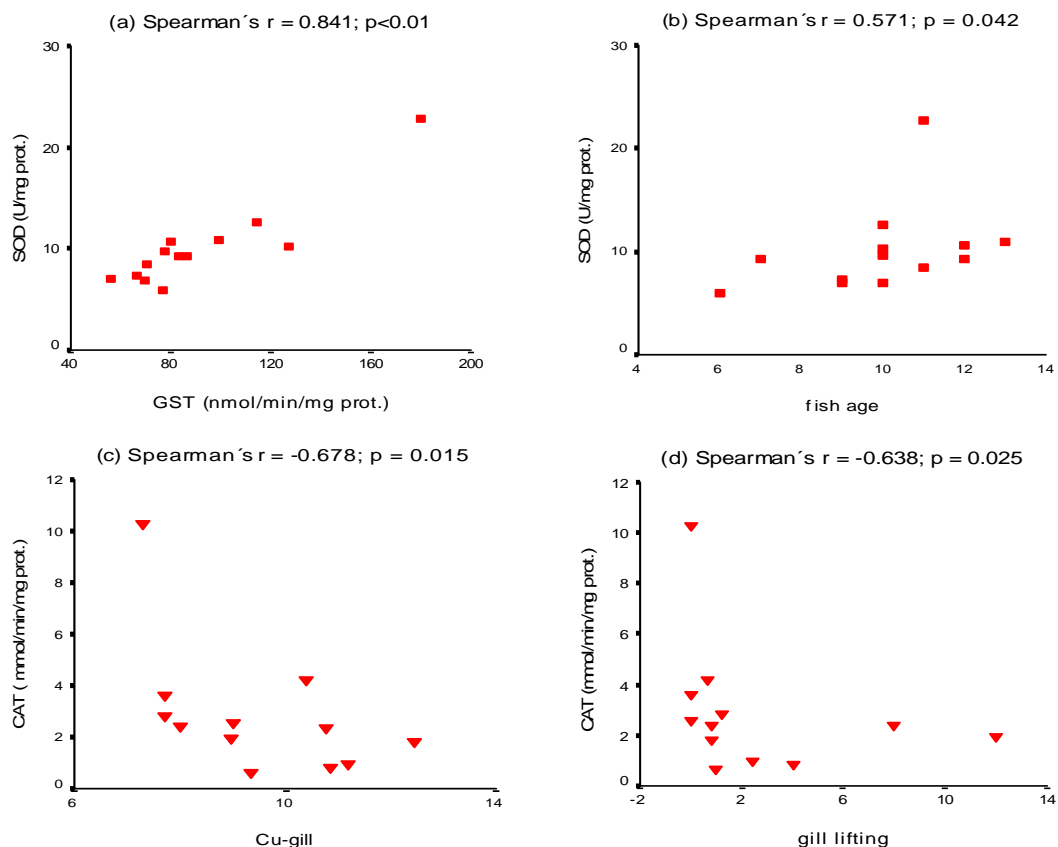 (a) Spearman´s r = 0.841; p<0.01
30
20
10
0
SOD (U/mg prot.)
40 80 120 160 200
GST (nmol/min/mg prot.)
(b) Spearman´s r = 0.571; p = 0.042
30
20
10
0
SOD (U/mg prot.)
4 6 8 10 12 14
fish age
(c) Spearman´s r = -0.678; p = 0.015
12
10
8
6
4
2
0
CAT ( mmol/min/mg prot.)
6 10 14
Cu-gill
(d) Spearman´s r = -0.638; p = 0.025
12
10
8
6
4
2
0
CAT (mmol/min/mg prot.)
-2 2 6 10 14
gill lifting